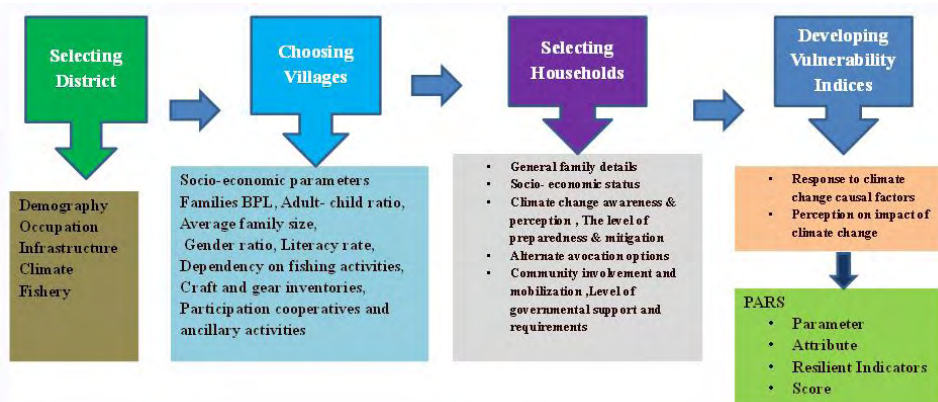 Selecting
District
Demography
Occupation
Infrastructure
Climate
Fishery
Choosing
Villages
Socio-economic parameters
Families BPL, Adult- child ratio,
Average family size,
Gender ratio, Literacy rate,
Dependency on fishing activities,
Craft and gear inventories,
Participation cooperatives and
ancillary activities
Selecting
Households
• General family details
• Socio- economic status
• Climate change awareness &
perception , The level of
preparedness & mitigation
• Alternate avocation options
• Community involvement and
mobilization ,Level of
governmental support and
requirements
Developing
Vulnerability
Indices
• Response to climate
change causal factors
• Perception on impact of
climate change
PARS
• Parameter
• Attribute
• Resilient Indicators
• Score